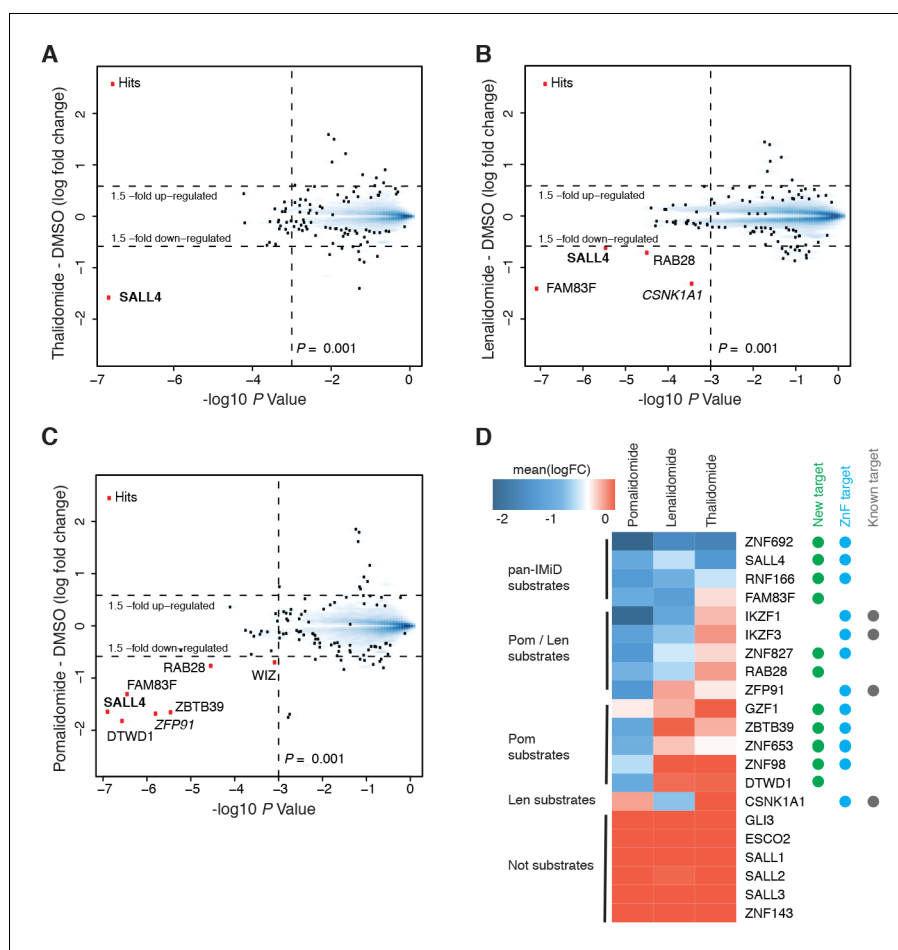 A
Thalidomide - DMSO (log fold change)
2
1
0
−1
−2
Hits
1.5 −fold up−regulated
1.5 −fold down−regulated
SALL4
P = 0.001
−7 −6 −5 −4 −3 −2 −1 0
-log10 P Value
B
Lenalidomide - DMSO (log fold change)
2
1
0
−1
−2
Hits
1.5 −fold up−regulated
1.5 −fold down−regulated
SALL4
RAB28
FAM83F
CSNK1A1
P = 0.001
−7 −6 −5 −4 −3 −2 −1 0
-log10 P Value
C
Pomalidomide - DMSO (log fold change)
2
1
0
−1
−2
Hits
1.5 −fold up−regulated
1.5 −fold down−regulated
RAB28
WIZ
FAM83F
SALL4
ZBTB39
ZFP91
DTWD1
P = 0.001
−7 −6 −5 −4 −3 −2 −1 0
-log10 P Value
D
mean(logFC)
-2 -1 0
Pomalidomide
Lenalidomide
Thalidomide
New target
ZnF target
Known target
pan-IMiD
substrates
ZNF692
SALL4
RNF166
FAM83F
Pom / Len
substrates
IKZF1
IKZF3
ZNF827
RAB28
ZFP91
Pom
substrates
GZF1
ZBTB39
ZNF653
ZNF98
DTWD1
Len substrates
CSNK1A1
Not substrates
GLI3
ESCO2
SALL1
SALL2
SALL3
ZNF143